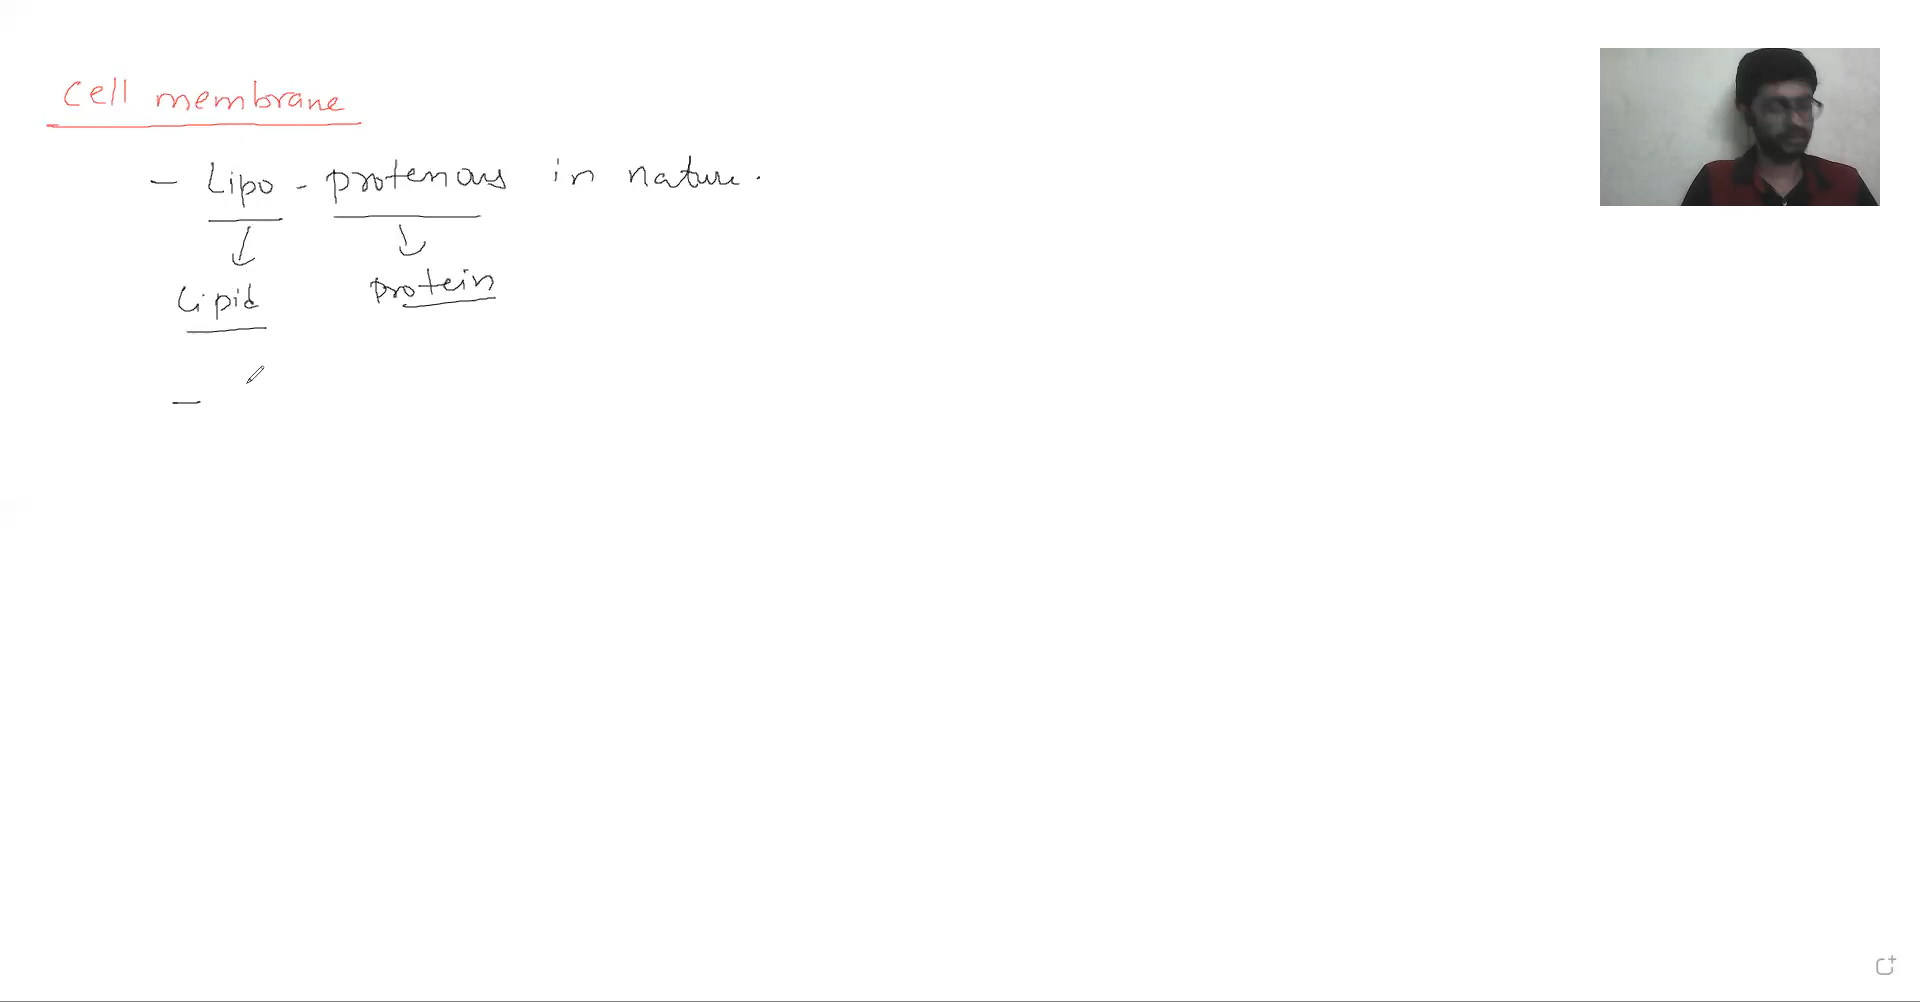 Cell membrane
- Lipo - protenous in nature.
Lipid protein
-